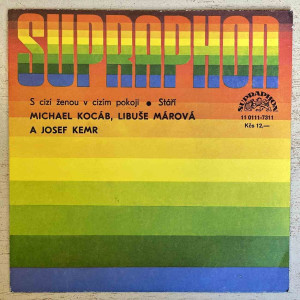 SUPRAPHON
S cizí ženou v cizím pokoji • Stáří
MICHAEL KOCÁB, LIBUŠE MÁROVÁ
A JOSEF KEMR
SUPRAPHON
11 0111-7311
Kčs 12,—